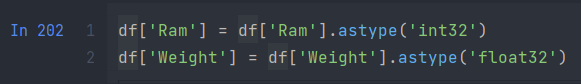 In 202 1 df['Ram'] = df['Ram'].astype('int32')
2 df['Weight'] = df['Weight'].astype('float32')